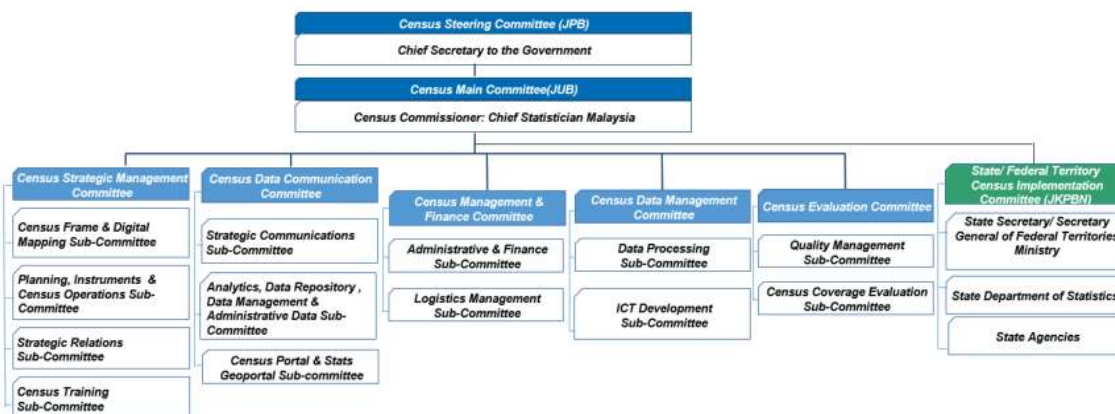 Census Steering Committee (JPB)
Chief Secretary to the Government
Census Main Committee(JUB)
Census Commissioner: Chief Statistician Malaysia
Census Strategic Management
Committee
Census Frame & Digital
Mapping Sub-Committee
Planning, Instruments &
Census Operations Sub-
Committee
Strategic Relations
Sub-Committee
Census Training
Sub-Committee
Census Data Communication
Committee
Strategic Communications
Sub-Committee
Analytics, Data Repository ,
Data Management &
Administrative Data Sub-
Committee
Census Portal & Stats
Geoportal Sub-committee
Census Management &
Finance Committee
Administrative & Finance
Sub-Committee
Logistics Management
Sub-Committee
Census Data Management
Committee
Data Processing
Sub-Committee
ICT Development
Sub-Committee
Census Evaluation Committee
Quality Management
Sub-Committee
Census Coverage Evaluation
Sub-Committee
State/ Federal Territory
Census Implementation
Committee (JKPBN)
State Secretary/ Secretary
General of Federal Territories
Ministry
State Department of Statistics
State Agencies